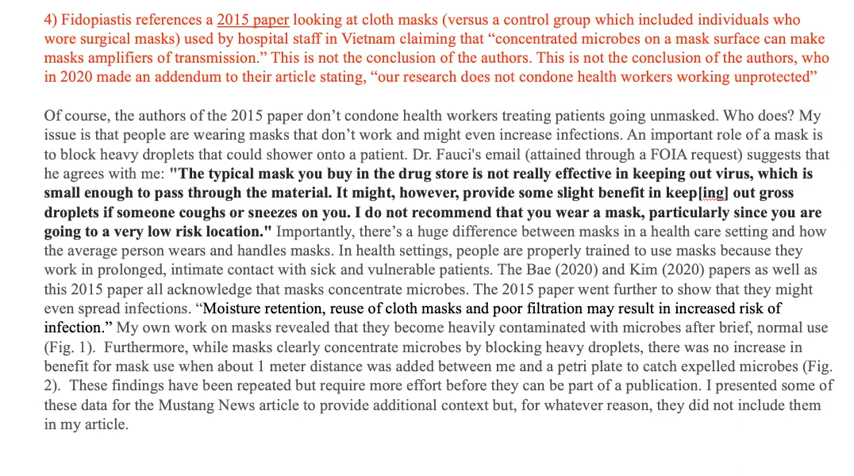 4) Fidopiastis references a 2015 paper looking at cloth masks (versus a control group which included individuals who
wore surgical masks) used by hospital staff in Vietnam claiming that “concentrated microbes on a mask surface can make
masks amplifiers of transmission.” This is not the conclusion of the authors. This is not the conclusion of the authors, who
in 2020 made an addendum to their article stating, “our research does not condone health workers working unprotected”
Of course, the authors of the 2015 paper don’t condone health workers treating patients going unmasked. Who does? My
issue is that people are wearing masks that don’t work and might even increase infections. An important role of a mask is
to block heavy droplets that could shower onto a patient. Dr. Fauci's email (attained through a FOIA request) suggests that
he agrees with me: "The typical mask you buy in the drug store is not really effective in keeping out virus, which is
small enough to pass through the material. It might, however, provide some slight benefit in keep[ing] out gross
droplets if someone coughs or sneezes on you. I do not recommend that you wear a mask, particularly since you are
going to a very low risk location." Importantly, there’s a huge difference between masks in a health care setting and how
the average person wears and handles masks. In health settings, people are properly trained to use masks because they
work in prolonged, intimate contact with sick and vulnerable patients. The Bae (2020) and Kim (2020) papers as well as
this 2015 paper all acknowledge that masks concentrate microbes. The 2015 paper went further to show that they might
even spread infections. “Moisture retention, reuse of cloth masks and poor filtration may result in increased risk of
infection.” My own work on masks revealed that they become heavily contaminated with microbes after brief, normal use
(Fig. 1). Furthermore, while masks clearly concentrate microbes by blocking heavy droplets, there was no increase in
benefit for mask use when about 1 meter distance was added between me and a petri plate to catch expelled microbes (Fig.
2). These findings have been repeated but require more effort before they can be part of a publication. I presented some of
these data for the Mustang News article to provide additional context but, for whatever reason, they did not include them
in my article.